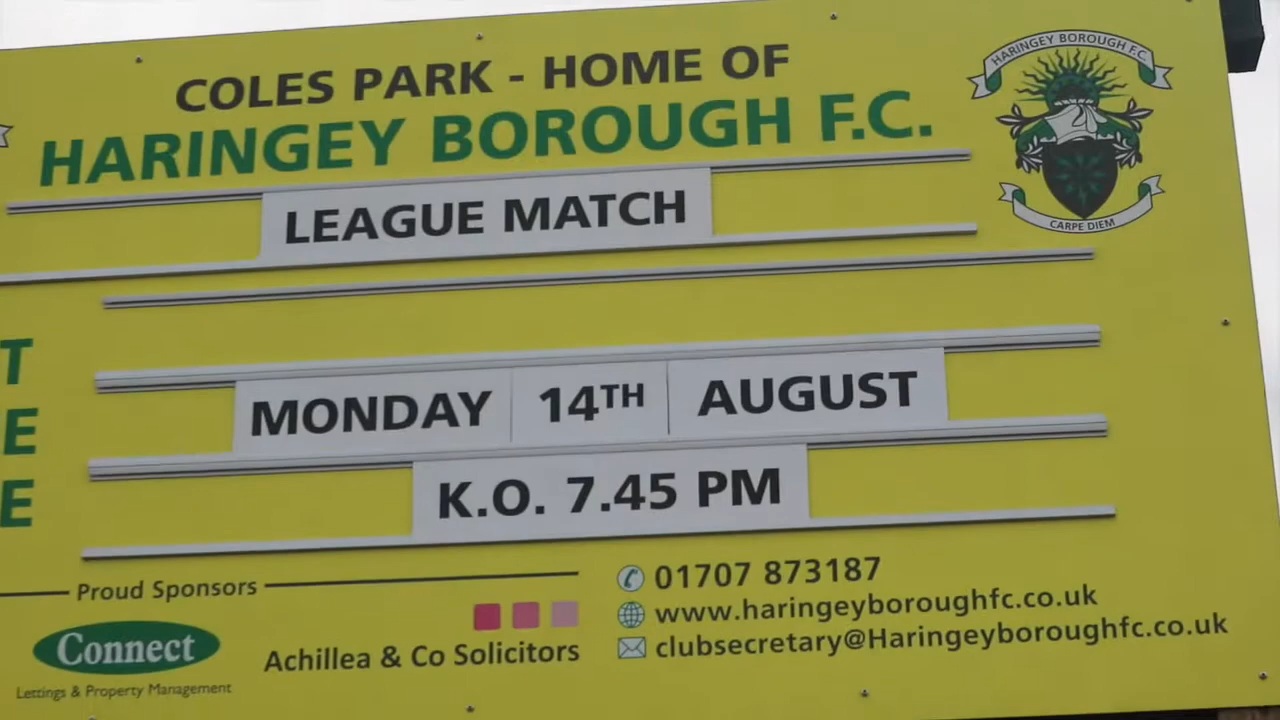 COLES PARK - HOME OF
HARINGEY BOROUGH F.C.
HARINGEY BOROUGH F.C.
CARPE DIEM
LEAGUE MATCH
T
E MONDAY 14TH AUGUST
E K.O. 7.45 PM
Proud Sponsors
Connect
Lettings & Property Management
Achillea & Co Solicitors
01707 873187
www.haringeyboroughfc.co.uk
clubsecretary@Haringeyboroughfc.co.uk